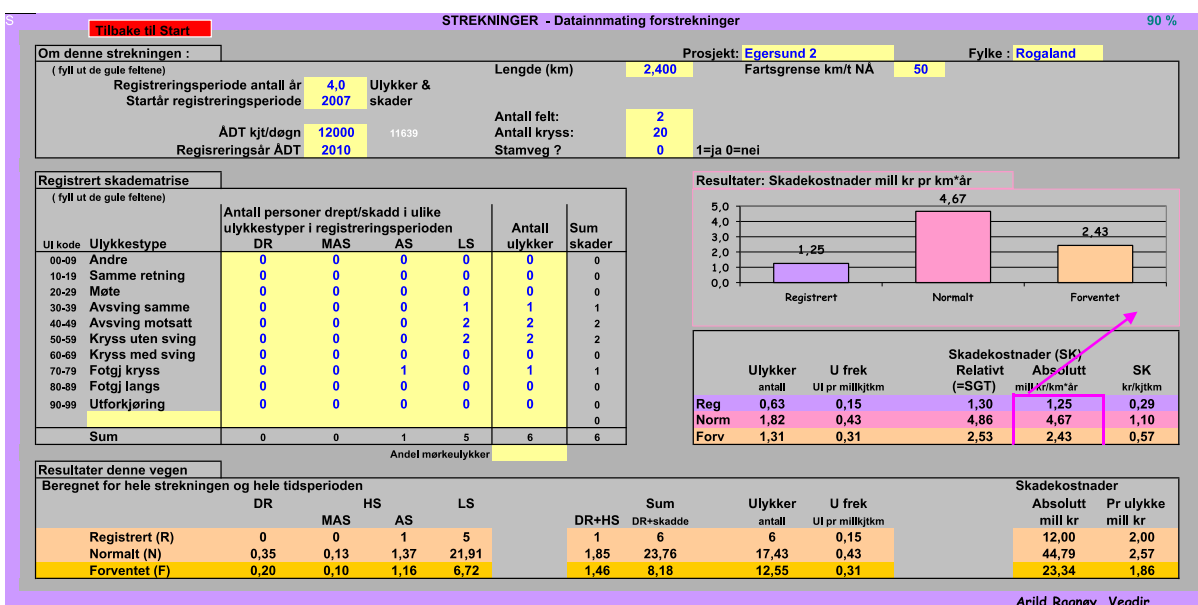 S
STREKNINGER - Datainnmating forstrekninger 90 %
Tilbake til Start
Om denne strekningen : Prosjekt: Egersund 2 Fylke : Rogaland
( fyll ut de gule feltene) Lengde (km) 2,400 Fartsgrense km/t NÅ 50
Registreringsperiode antall år 4,0 Ulykker &
Startår registreringsperiode 2007 skader
Antall felt: 2
ÅDT kjt/døgn 12000 11639 Antall kryss: 20
Regisreringsår ÅDT 2010 Stamveg ? 0 1=ja 0=nei
Registrert skadematrise
( fyll ut de gule feltene)
Antall personer drept/skadd i ulike
ulykkestyper i registreringsperioden Antall Sum
Ul kode Ulykkestype DR MAS AS LS ulykker skader
00-09 Andre 0 0 0 0 0 0
10-19 Samme retning 0 0 0 0 0 0
20-29 Møte 0 0 0 0 0 0
30-39 Avsving samme 0 0 0 1 1 1
40-49 Avsving motsatt 0 0 0 2 2 2
50-59 Kryss uten sving 0 0 0 2 2 2
60-69 Kryss med sving 0 0 0 0 0 0
70-79 Fotgj kryss 0 0 1 0 1 1
80-89 Fotgj langs 0 0 0 0 0 0
90-99 Utforkjøring 0 0 0 0 0 0
0
Sum 0 0 1 5 6 6
Andel mørkeulykker
Resultater: Skadekostnader mill kr pr km*år
5,0
4,0
3,0
2,0
1,0
0,0
1,25 4,67 2,43
Registrert Normalt Forventet
Skadekostnader (SK)
Ulykker U frek Relativt Absolutt SK
antall Ul pr millkjtkm (=SGT) mill kr/km*år kr/kjtkm
Reg 0,63 0,15 1,30 1,25 0,29
Norm 1,82 0,43 4,86 4,67 1,10
Forv 1,31 0,31 2,53 2,43 0,57
Resultater denne vegen
Beregnet for hele strekningen og hele tidsperioden Skadekostnader
DR HS LS Sum Ulykker U frek Absolutt Pr ulykke
MAS AS DR+HS DR+skadde antall Ul pr millkjtkm mill kr mill kr
Registrert (R) 0 0 1 5 1 6 6 0,15 12,00 2,00
Normalt (N) 0,35 0,13 1,37 21,91 1,85 23,76 17,43 0,43 44,79 2,57
Forventet (F) 0,20 0,10 1,16 6,72 1,46 8,18 12,55 0,31 23,34 1,86
Arild Ragnøy Vegdir